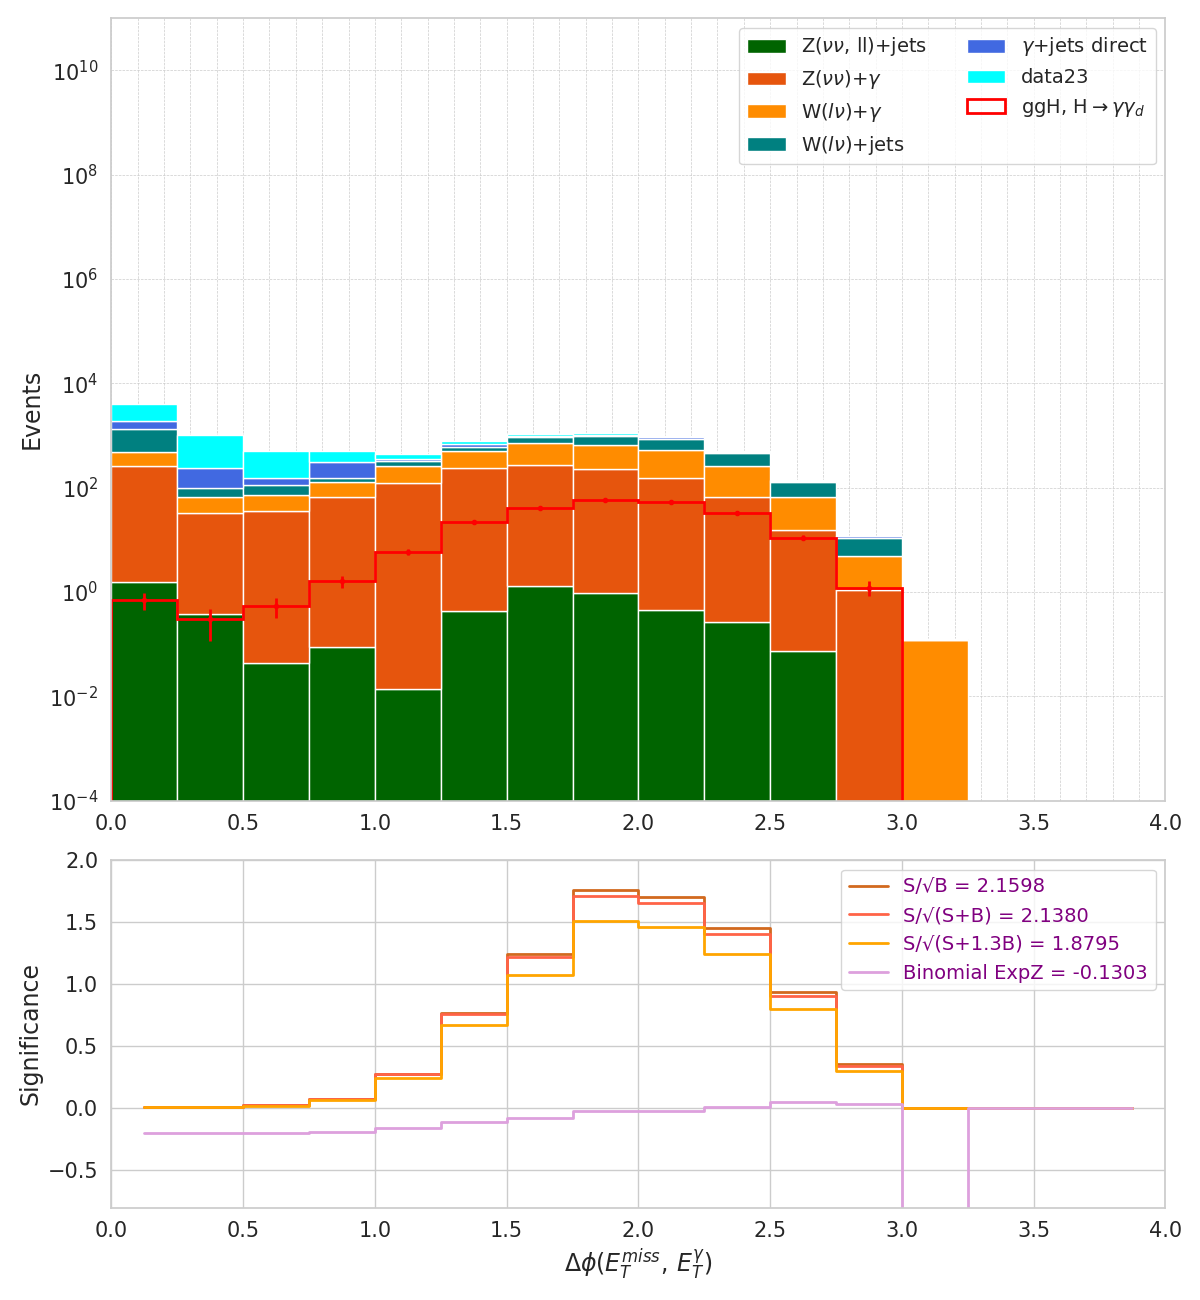 Z(νν, ll)+jets
Z(νν)+γ
W(lν)+γ
W(lν)+jets
γ+jets direct
data23
ggH, H→γγ_d
Events
10^10
10^8
10^6
10^4
10^2
10^0
10^−2
10^−4
0.0 0.5 1.0 1.5 2.0 2.5 3.0 3.5 4.0
S/√B = 2.1598
S/√(S+B) = 2.1380
S/√(S+1.3B) = 1.8795
Binomial ExpZ = -0.1303
Significance
2.0
1.5
1.0
0.5
0.0
−0.5
0.0 0.5 1.0 1.5 2.0 2.5 3.0 3.5 4.0
Δϕ(E_T^miss, E_T^γ)